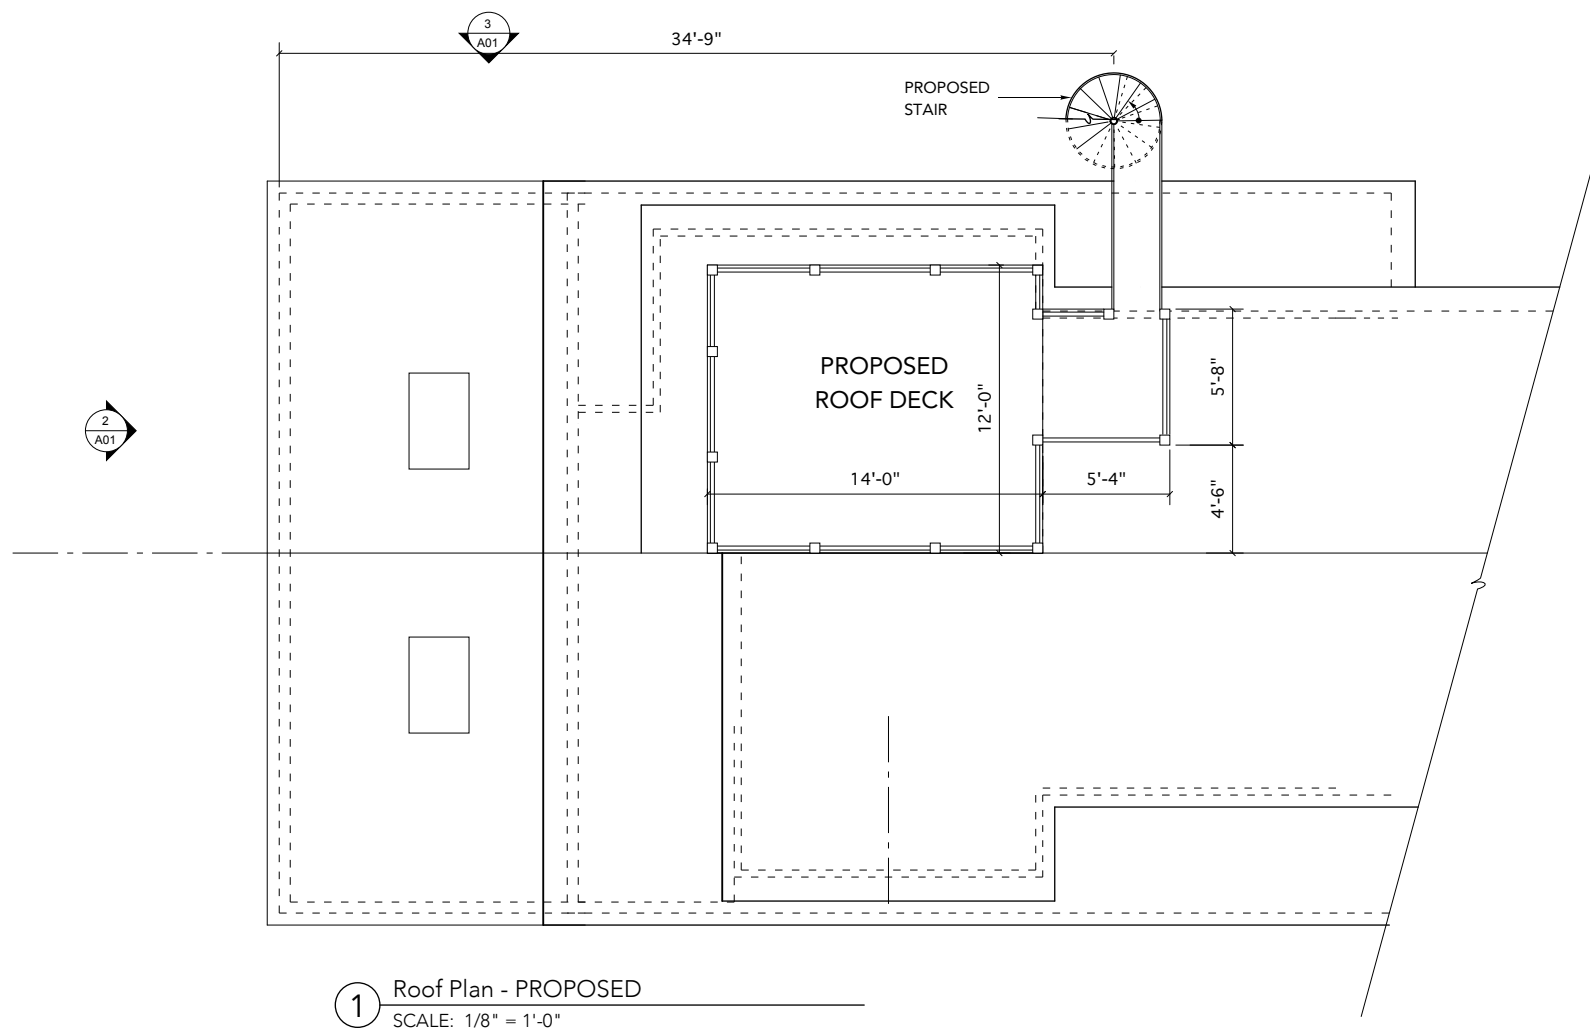 3
A01
34'-9"
PROPOSED
STAIR
PROPOSED
ROOF DECK
12'-0"
5'-8"
2
A01
14'-0"
5'-4"
4'-6"
1
Roof Plan - PROPOSED
SCALE: 1/8" = 1'-0"